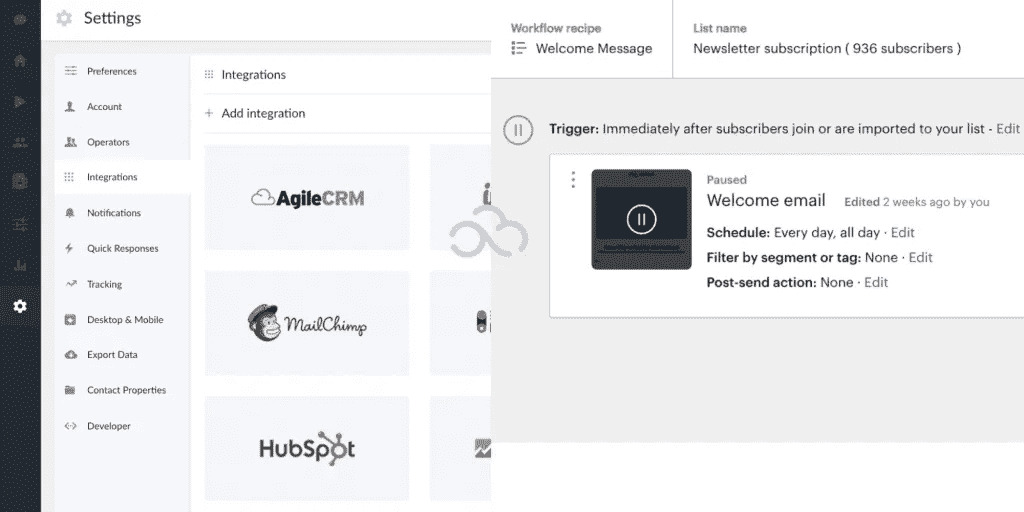 Settings
Preferences
Account
Operators
Integrations
Notifications
Quick Responses
Tracking
Desktop & Mobile
Export Data
Contact Properties
Developer
Integrations
+ Add integration
AgileCRM
MailChimp
HubSpot
Workflow recipe
Welcome Message
List name
Newsletter subscription ( 936 subscribers )
Trigger: Immediately after subscribers join or are imported to your list - Edit
Paused
Welcome email Edited 2 weeks ago by you
Schedule: Every day, all day · Edit
Filter by segment or tag: None · Edit
Post-send action: None · Edit